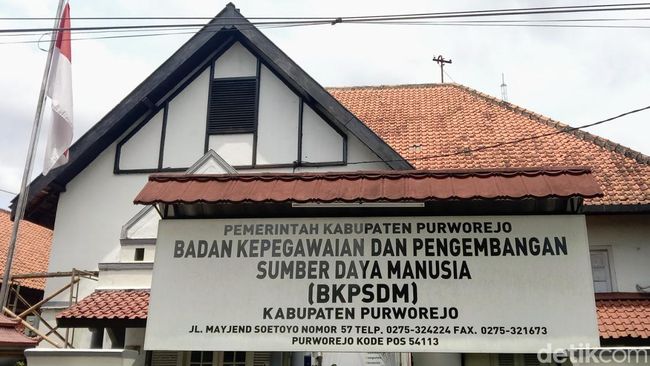 PEMERINTAH KABUPATEN PURWOREJO
BADAN KEPEGAWAIAN DAN PENGEMBANGAN
SUMBER DAYA MANUSIA
(BKPSDM)
KABUPATEN PURWOREJO
JL. MAYJEND SOETOYO NOMOR 57 TELP. 0275-324224 FAX. 0275-321673
PURWOREJO KODE POS 54113
detikcom